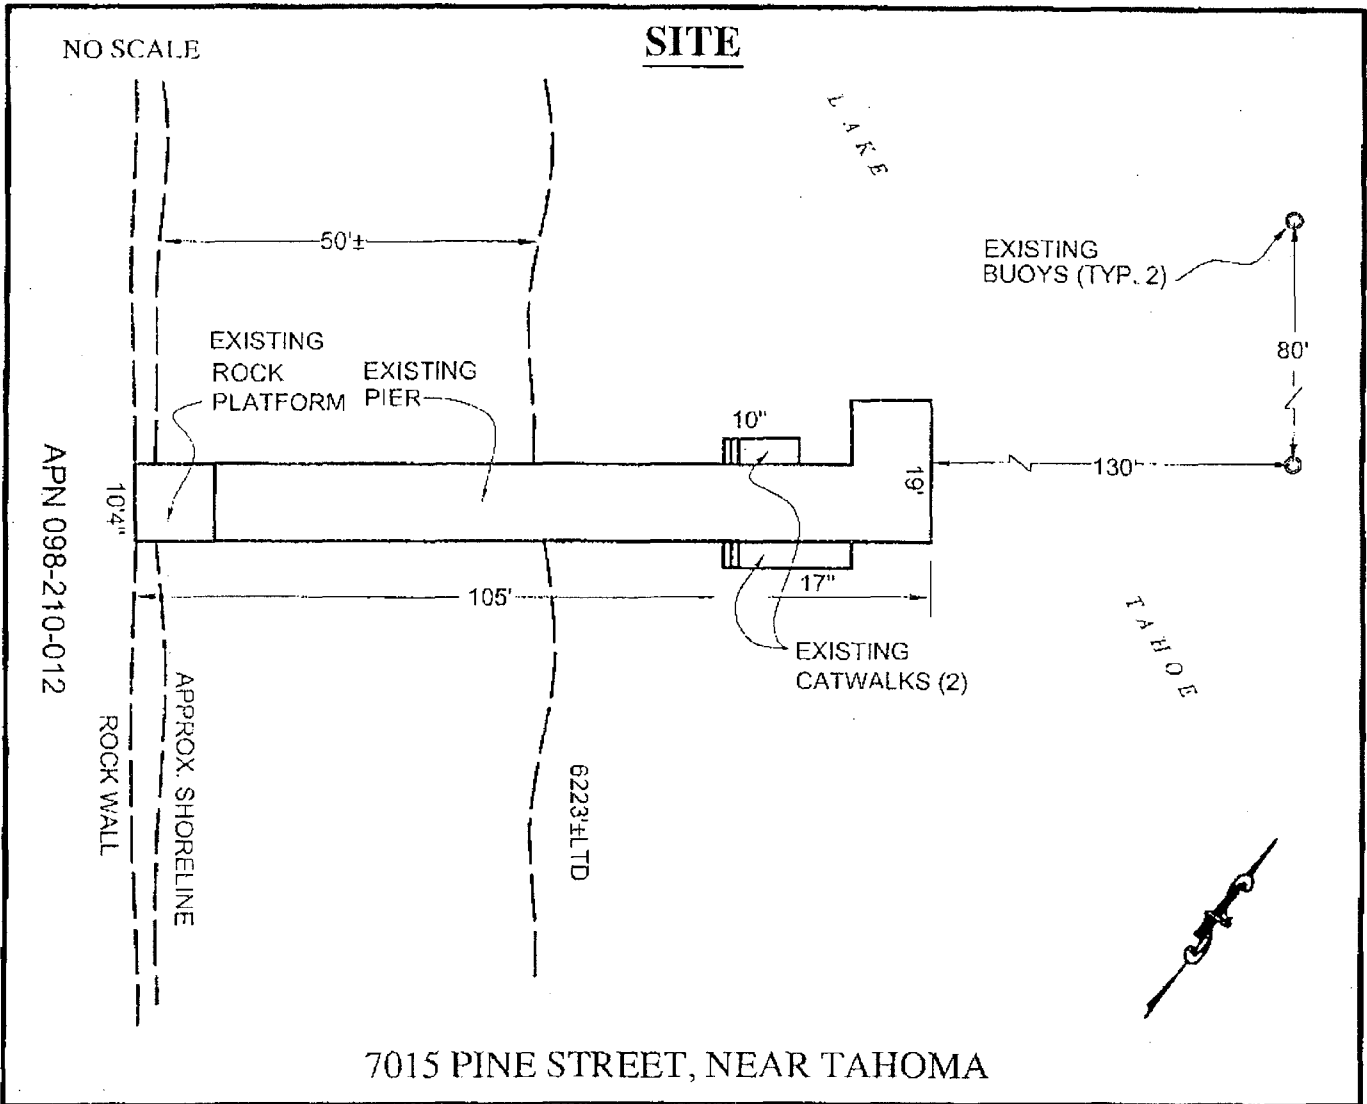 NO SCALE
SITE
LAKE
50'±
EXISTING
BUOYS (TYP. 2)
80'
EXISTING
ROCK
PLATFORM
EXISTING
PIER
10"
130'
19'
10'4"
APN 098-210-012
105'
17"
EXISTING
CATWALKS (2)
TAHOE
APPROX. SHORELINE
ROCK WALL
6223'±LTD
7015 PINE STREET, NEAR TAHOMA